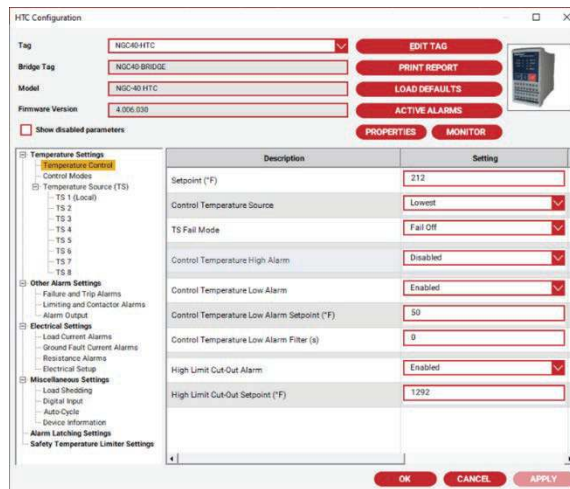 HTC Configuration
Tag NGC40-HTC EDIT TAG
Bridge Tag NGC40-BRIDGE PRINT REPORT
Model NGC-40 HTC LOAD DEFAULTS
Firmware Version 4.006.030 ACTIVE ALARMS
Show disabled parameters PROPERTIES MONITOR
Temperature Settings
Temperature Control
Control Modes
Temperature Source (TS)
TS 1 (Local)
TS 2
TS 3
TS 4
TS 5
TS 6
TS 7
TS 8
Other Alarm Settings
Failure and Trip Alarms
Limiting and Contactor Alarms
Alarm Output
Electrical Settings
Load Current Alarms
Ground Fault Current Alarms
Resistance Alarms
Electrical Setup
Miscellaneous Settings
Load Shedding
Digital Input
Auto-Cycle
Device Information
Alarm Latching Settings
Safety Temperature Limiter Settings
Description Setting
Setpoint (°F) 212
Control Temperature Source Lowest
TS Fail Mode Fail Off
Control Temperature High Alarm Disabled
Control Temperature Low Alarm Enabled
Control Temperature Low Alarm Setpoint (°F) 50
Control Temperature Low Alarm Filter (s) 0
High Limit Cut-Out Alarm Enabled
High Limit Cut-Out Setpoint (°F) 1292
OK CANCEL APPLY